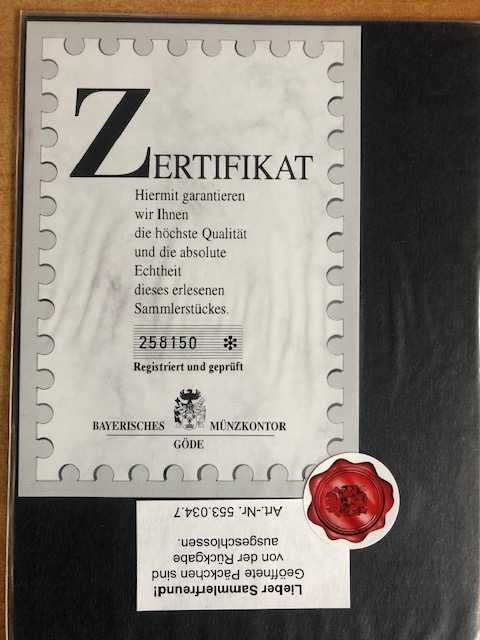 ZERTIFIKAT
Hiermit garantieren
wir Ihnen
die höchste Qualität
und die absolute
Echtheit
dieses erlesenen
Sammlerstückes.
258150 ✻
Registriert und geprüft
BAYERISCHES MÜNZKONTOR
GÖDE
Lieber Sammlerfreund!
Geöffnete Päckchen sind
von der Rückgabe
ausgeschlossen.
Art.-Nr. 553.034.7